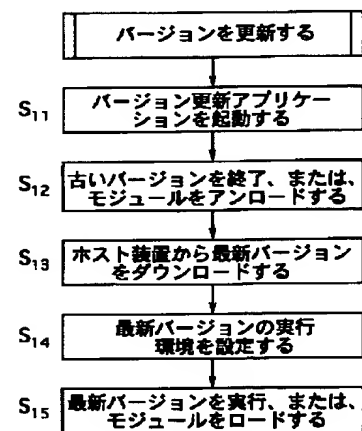 バージョンを更新する
S11
バージョン更新アプリケー
ションを起動する
S12
古いバージョンを終了、または、
モジュールをアンロードする
S13
ホスト装置から最新バージョン
をダウンロードする
S14
最新バージョンの実行
環境を設定する
S15
最新バージョンを実行、または、
モジュールをロードする